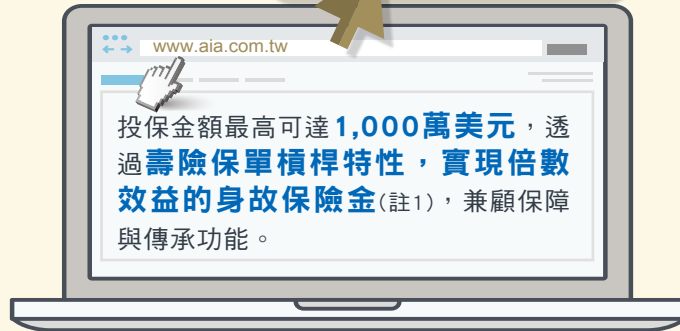 www.aia.com.tw
投保金額最高可達1,000萬美元，透
過壽險保單槓桿特性，實現倍數
效益的身故保險金(註1)，兼顧保障
與傳承功能。